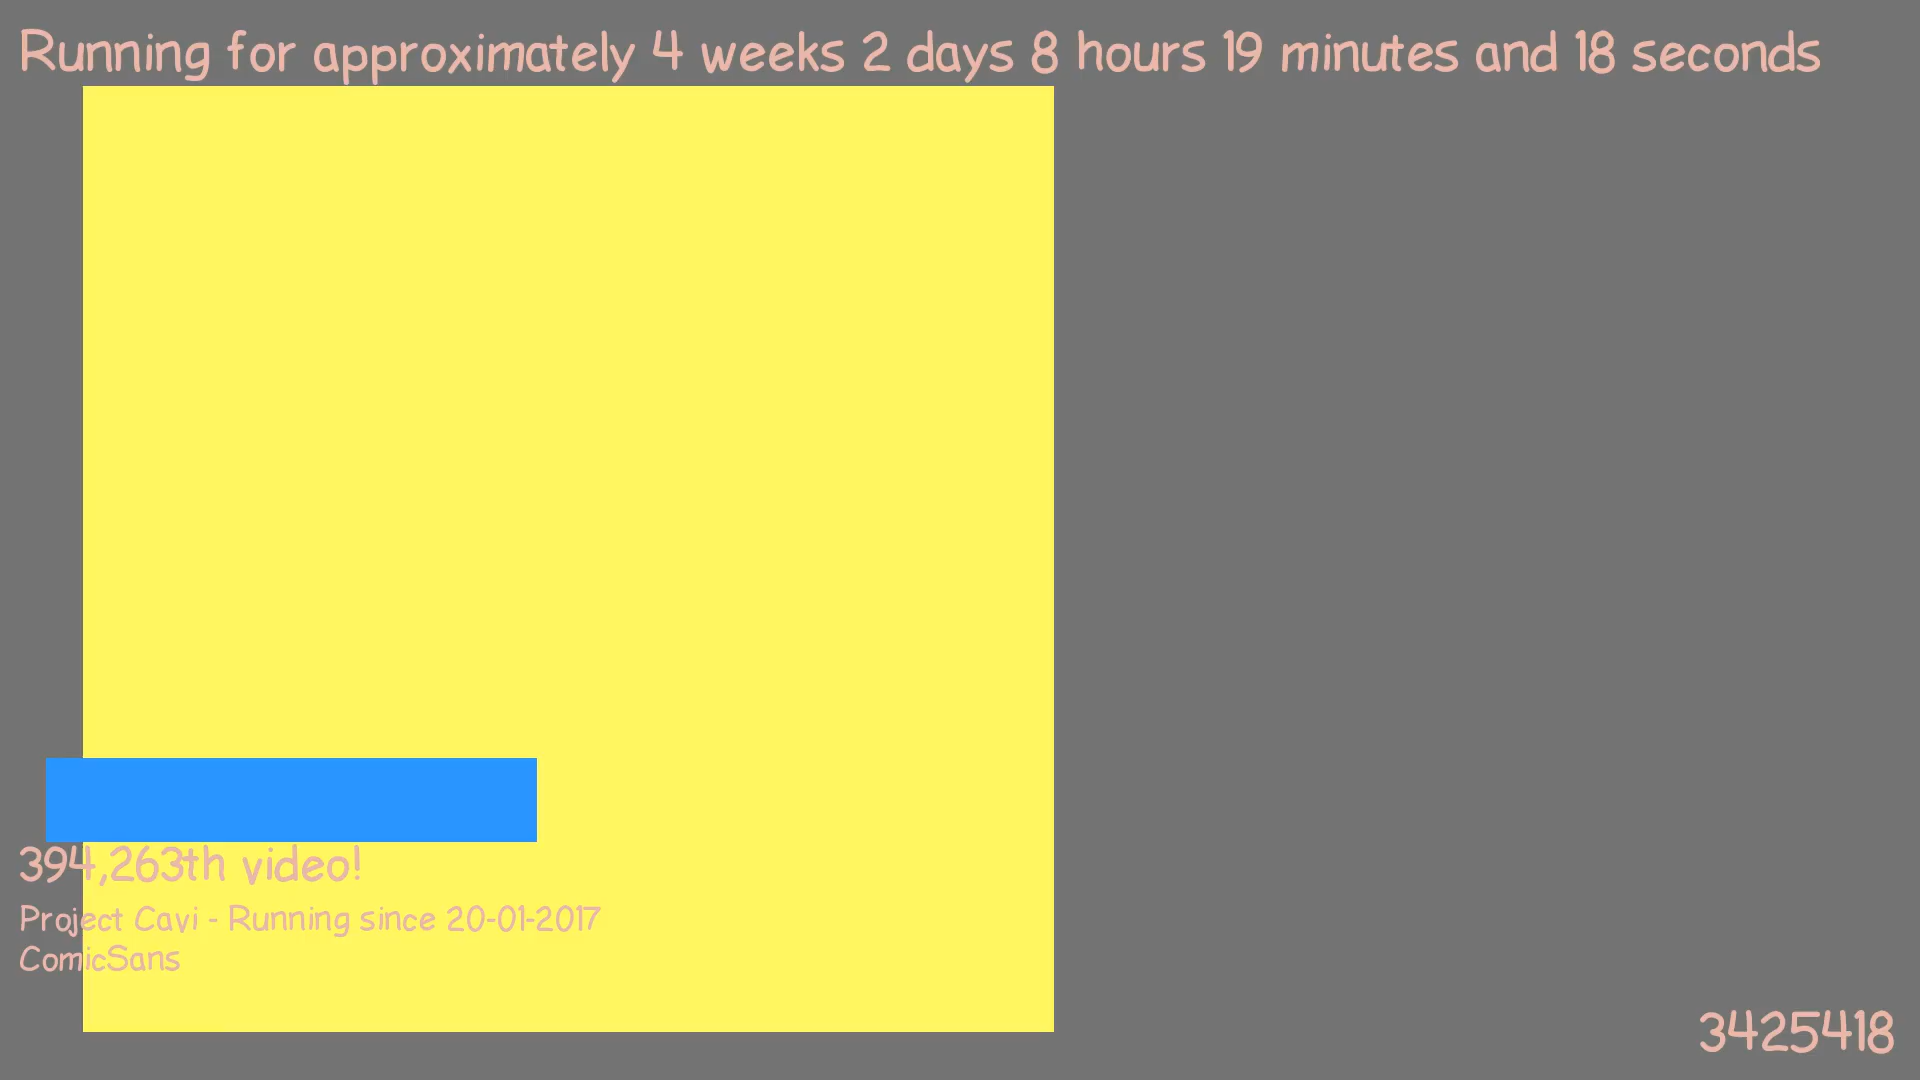 Running for approximately 4 weeks 2 days 8 hours 19 minutes and 18 seconds
394,263th video!
Project Cavi - Running since 20-01-2017
ComicSans
3425418